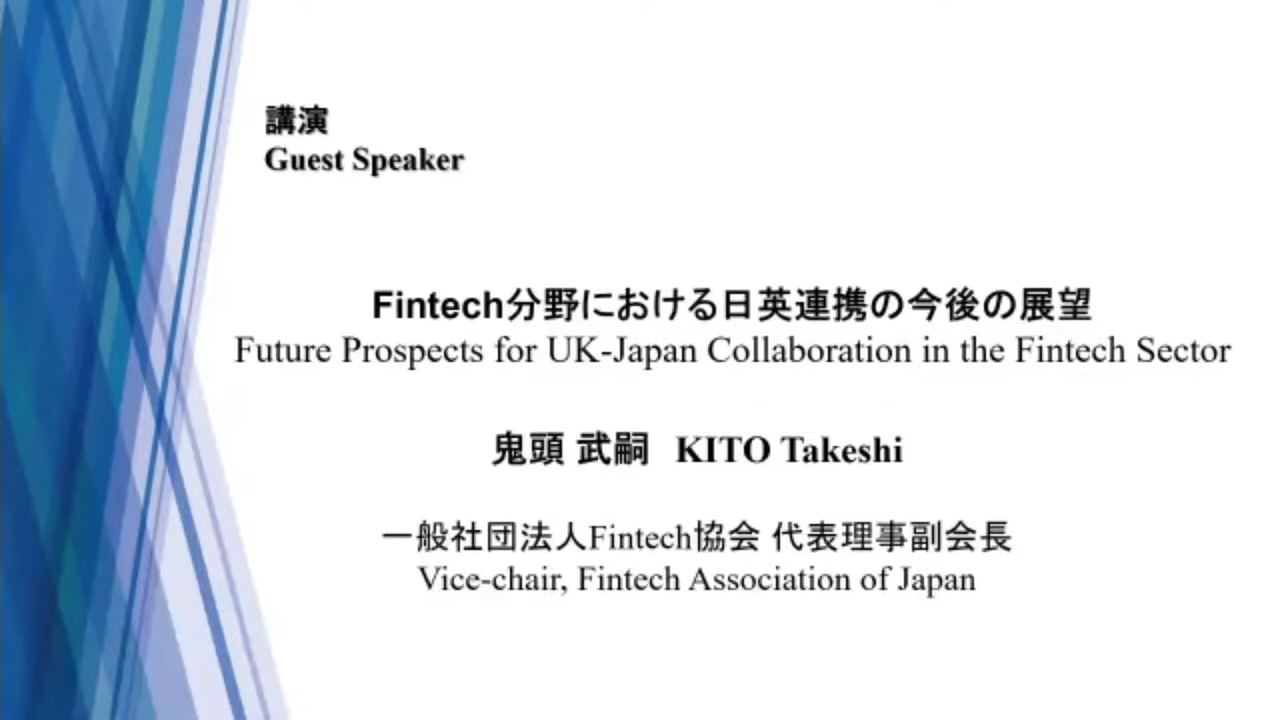 講演
Guest Speaker
Fintech分野における日英連携の今後の展望
Future Prospects for UK-Japan Collaboration in the Fintech Sector
鬼頭 武嗣 KITO Takeshi
一般社団法人Fintech協会 代表理事副会長
Vice-chair, Fintech Association of Japan